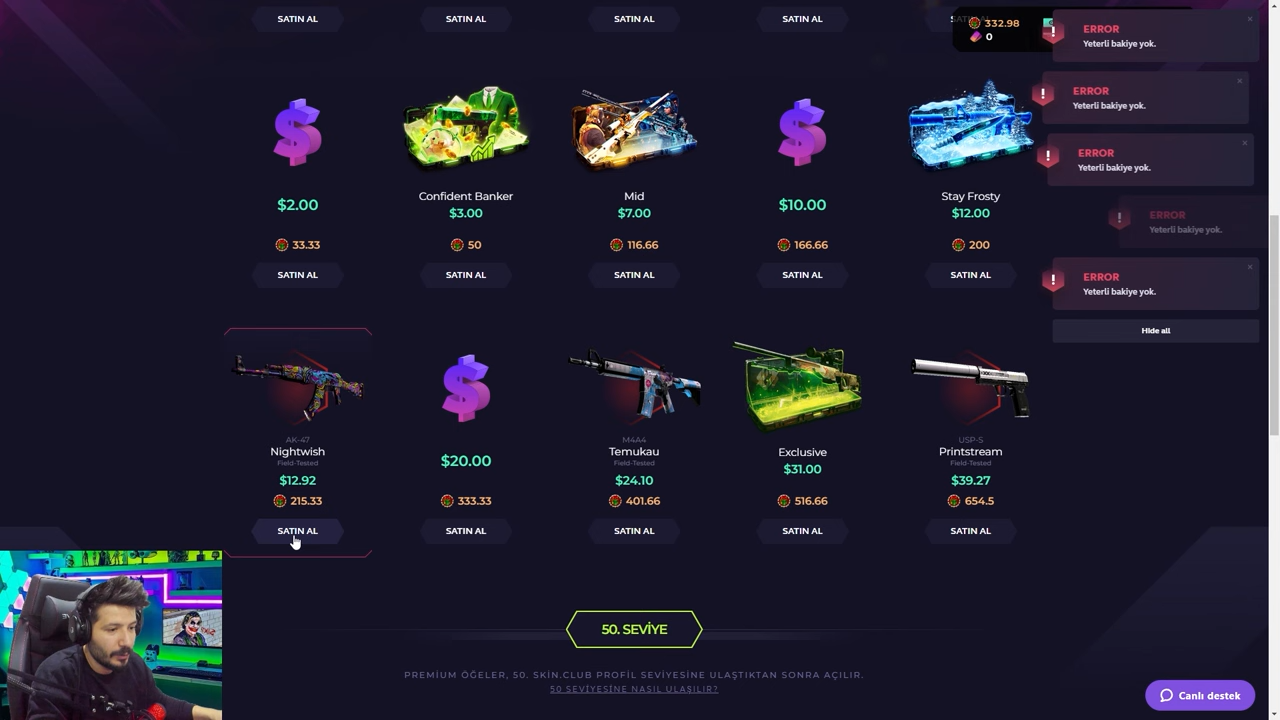 SATIN AL
SATIN AL
SATIN AL
SATIN AL
332.98
0
ERROR
Yeterli bakiye yok.
ERROR
Yeterli bakiye yok.
ERROR
Yeterli bakiye yok.
ERROR
Yeterli bakiye yok.
ERROR
Yeterli bakiye yok.
Hide all
$2.00
33.33
SATIN AL
Confident Banker
$3.00
50
SATIN AL
Mid
$7.00
116.66
SATIN AL
$10.00
166.66
SATIN AL
Stay Frosty
$12.00
200
SATIN AL
AK-47
Nightwish
Field-Tested
$12.92
215.33
SATIN AL
$20.00
333.33
SATIN AL
M4A4
Temukau
Field-Tested
$24.10
401.66
SATIN AL
Exclusive
$31.00
516.66
SATIN AL
USP-S
Printstream
Field-Tested
$39.27
654.5
SATIN AL
50. SEVİYE
PREMİUM ÖĞELER, 50. SKİN.CLUB PROFİL SEVİYESİNE ULAŞTIKTAN SONRA AÇILIR.
50 SEVİYESİNE NASIL ULAŞILIR?
Canlı destek